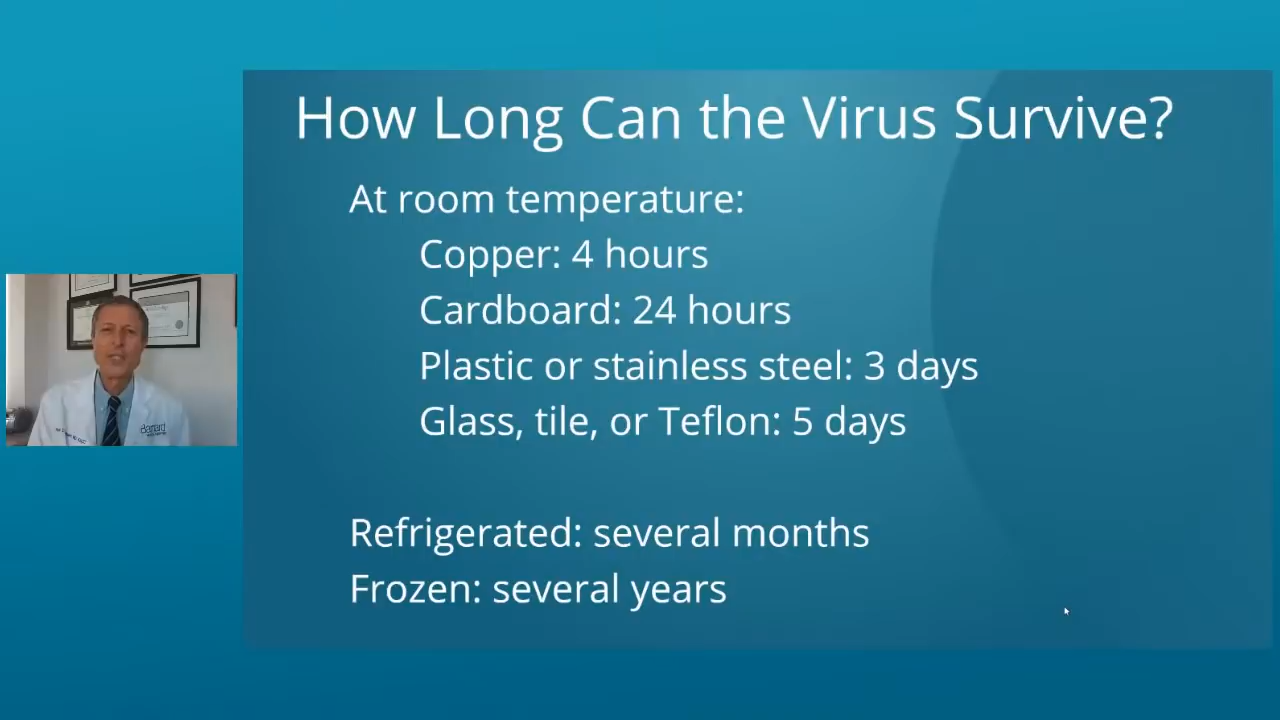 How Long Can the Virus Survive?
At room temperature:
Copper: 4 hours
Cardboard: 24 hours
Plastic or stainless steel: 3 days
Glass, tile, or Teflon: 5 days
Refrigerated: several months
Frozen: several years
Barnard